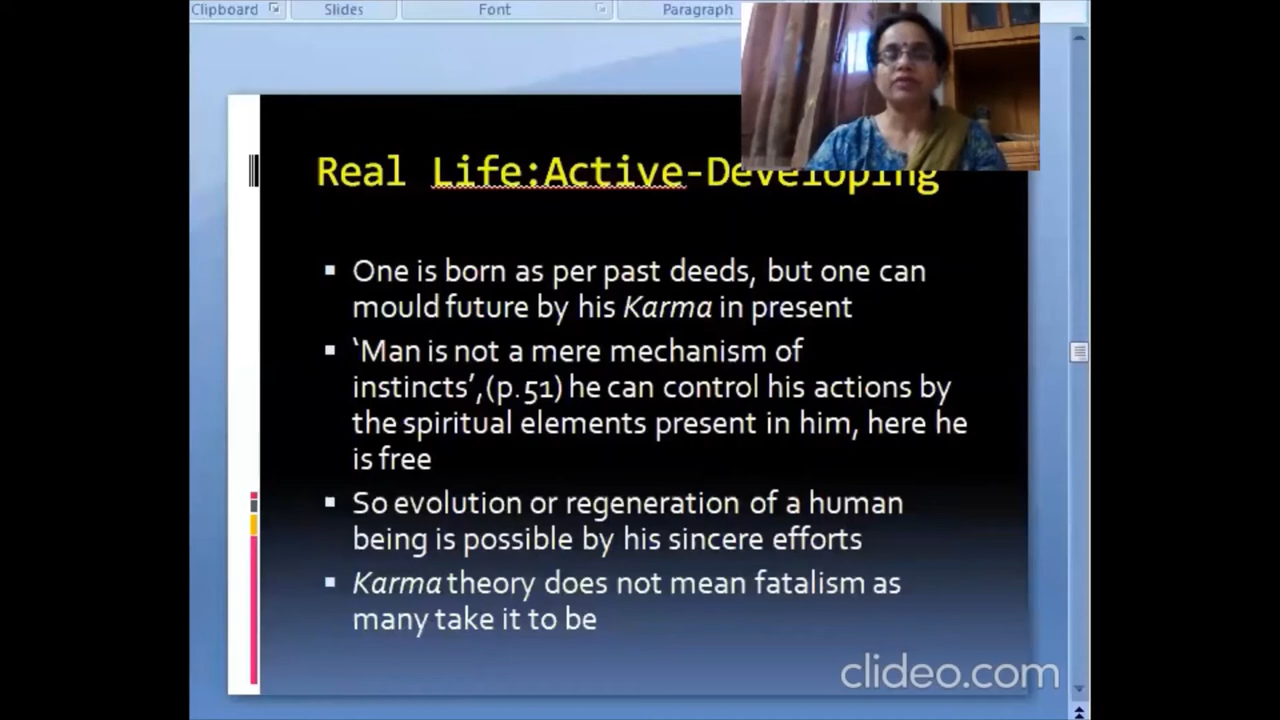 Clipboard Slides Font Paragraph
Real Life:Active-Developing
▪ One is born as per past deeds, but one can
mould future by his Karma in present
▪ ‘Man is not a mere mechanism of
instincts’,(p.51) he can control his actions by
the spiritual elements present in him, here he
is free
▪ So evolution or regeneration of a human
being is possible by his sincere efforts
▪ Karma theory does not mean fatalism as
many take it to be
clideo.com